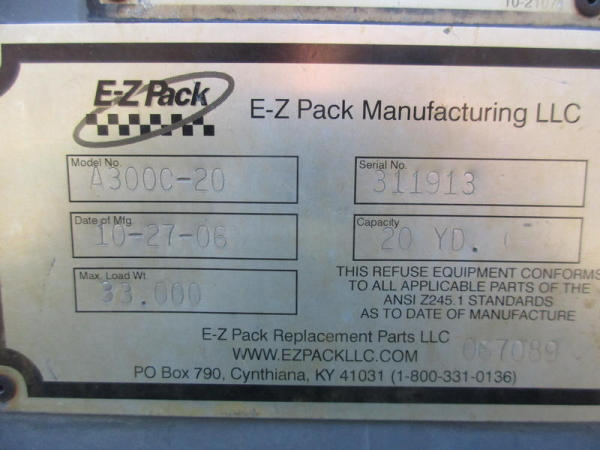 E-Z Pack
E-Z Pack Manufacturing LLC
Model No.
A300C-20
Serial No.
311913
Date of Mfg.
10-27-06
Capacity
20 YD.
Max. Load Wt.
33.000
THIS REFUSE EQUIPMENT CONFORMS
TO ALL APPLICABLE PARTS OF THE
ANSI Z245.1 STANDARDS
AS TO DATE OF MANUFACTURE
E-Z Pack Replacement Parts LLC
WWW.EZPACKLLC.COM
067089
PO Box 790, Cynthiana, KY 41031 (1-800-331-0136)